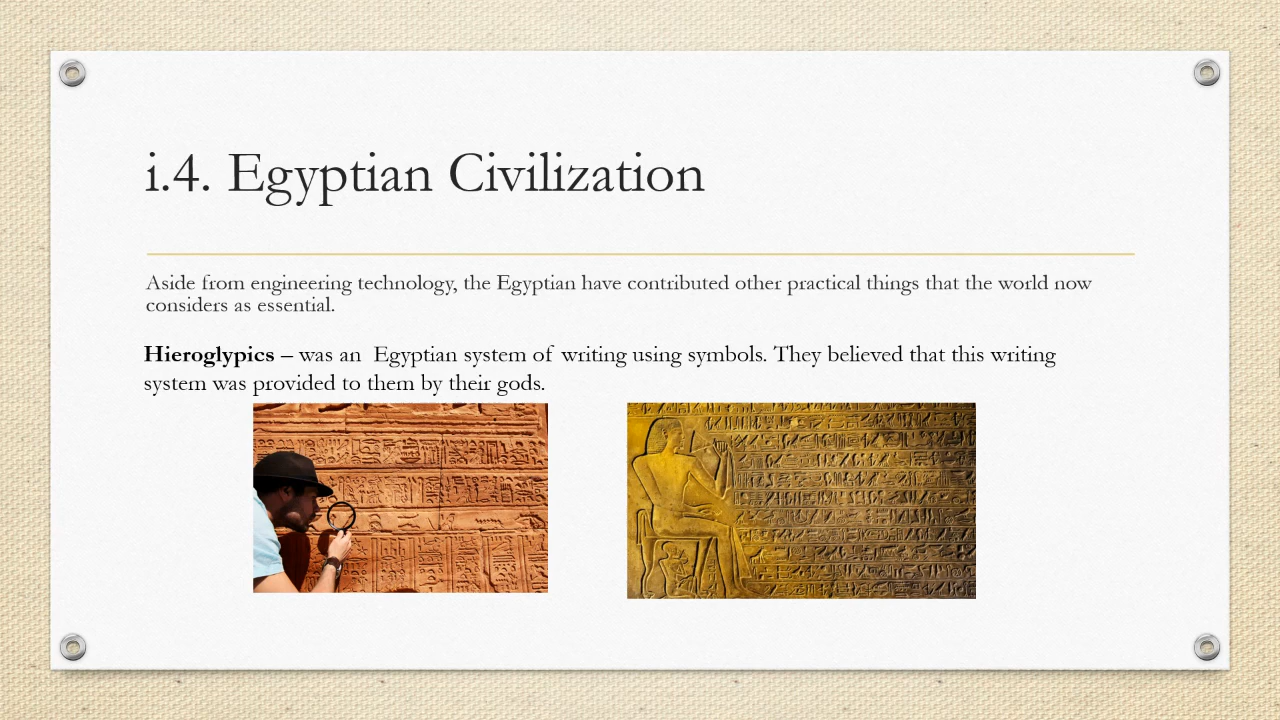 i.4. Egyptian Civilization
Aside from engineering technology, the Egyptian have contributed other practical things that the world now
considers as essential.
Hieroglypics – was an  Egyptian system of writing using symbols. They believed that this writing
system was provided to them by their gods.